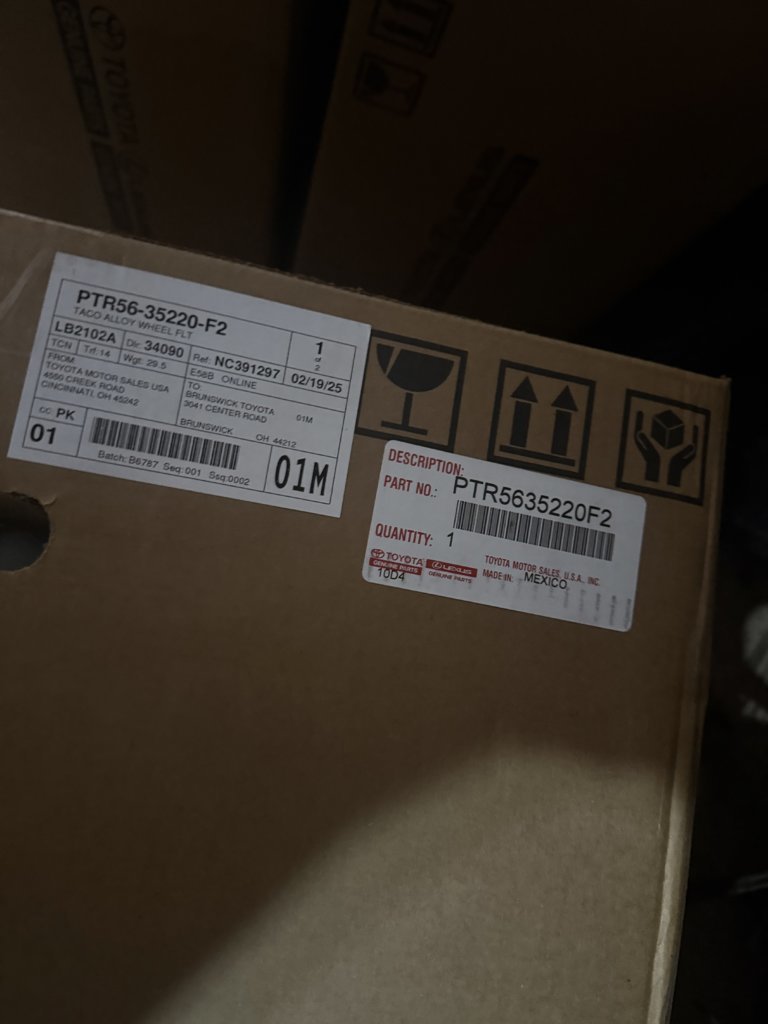 TOYOTA
PTR56-35220-F2
TACO ALLOY WHEEL FLT
1
of
2
LB2102A
Dlr: 34090
Ref: NC391297
02/19/25
TCN
Trf: 14
Wgt: 29.5
E58B ONLINE
FROM
TOYOTA MOTOR SALES USA
4550 CREEK ROAD
CINCINNATI, OH 45242
TO
BRUNSWICK TOYOTA
3041 CENTER ROAD
01M
BRUNSWICK OH 44212
CC PK
01
Batch: B6787 Seq:001 Ssq:0002
01M
DESCRIPTION:
PART NO.: PTR5635220F2
QUANTITY: 1
TOYOTA
GENUINE PARTS
LEXUS
GENUINE PARTS
TOYOTA MOTOR SALES, U.S.A., INC.
MADE IN: MEXICO
10D4